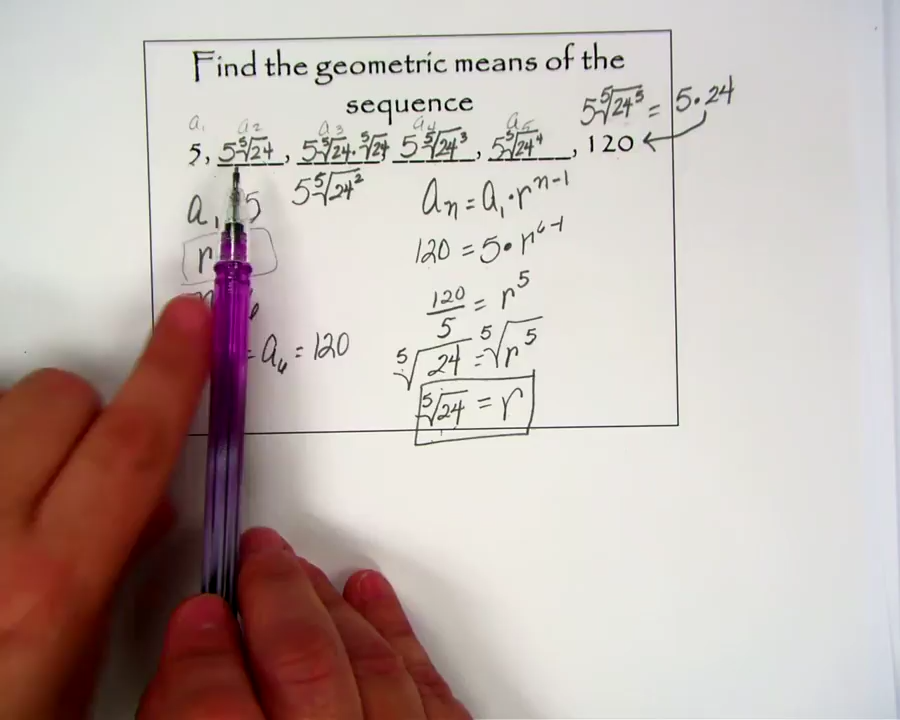 Find the geometric means of the
sequence
5⁵√24⁵ = 5·24
a₁ a₂ a₃ a₄ a₅
5, 5⁵√24, 5⁵√24·⁵√24 5⁵√24³, 5⁵√24⁴, 120
5⁵√24²
a₁ 5
r
= a₆ = 120
aₙ = a₁·rⁿ⁻¹
120 = 5·r⁶⁻¹
120/5 = r⁵
⁵√24 = ⁵√r⁵
⁵√24 = r